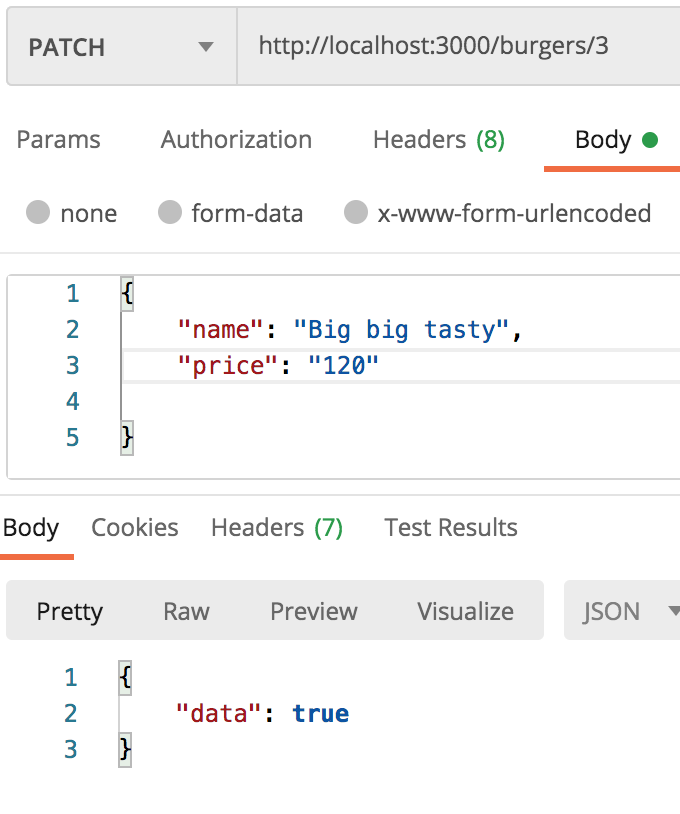 PATCH http://localhost:3000/burgers/3
Params Authorization Headers (8) Body
none form-data x-www-form-urlencoded
1 {
2 "name": "Big big tasty",
3 "price": "120"
4
5 }
Body Cookies Headers (7) Test Results
Pretty Raw Preview Visualize JSON
1 {
2 "data": true
3 }